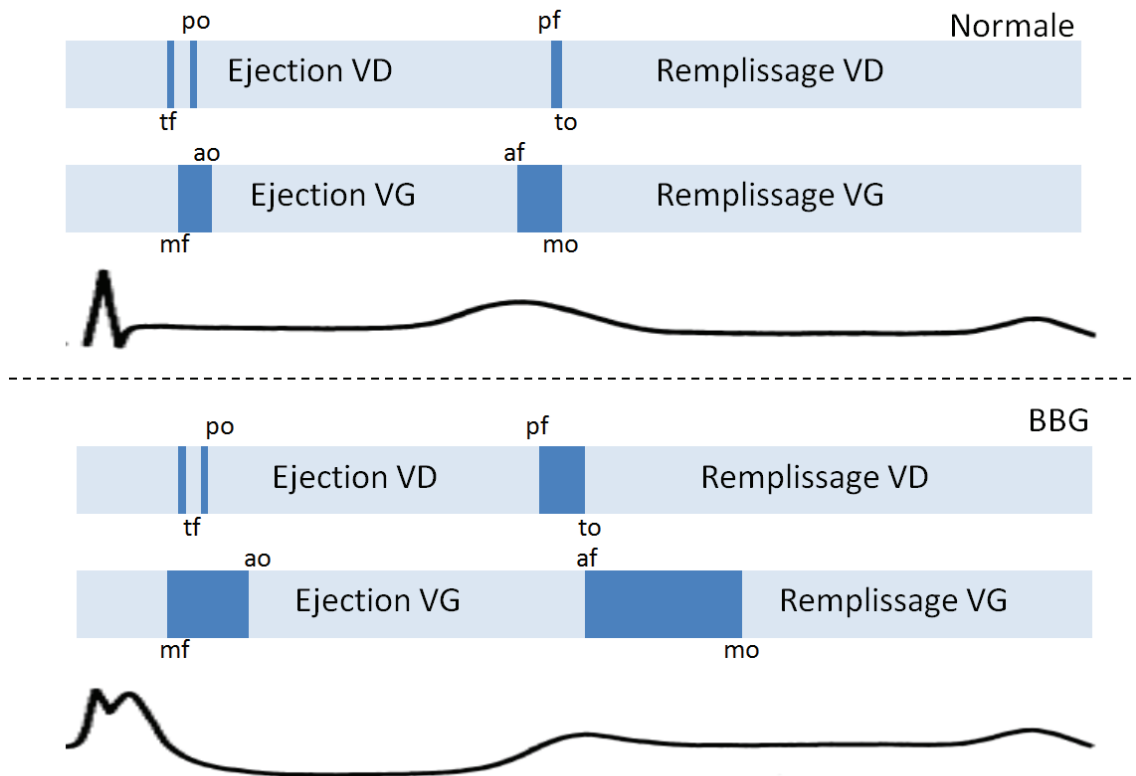 Normale
po
pf
Ejection VD
Remplissage VD
tf
to
ao
af
Ejection VG
Remplissage VG
mf
mo
BBG
po
pf
Ejection VD
Remplissage VD
tf
to
ao
af
Ejection VG
Remplissage VG
mf
mo